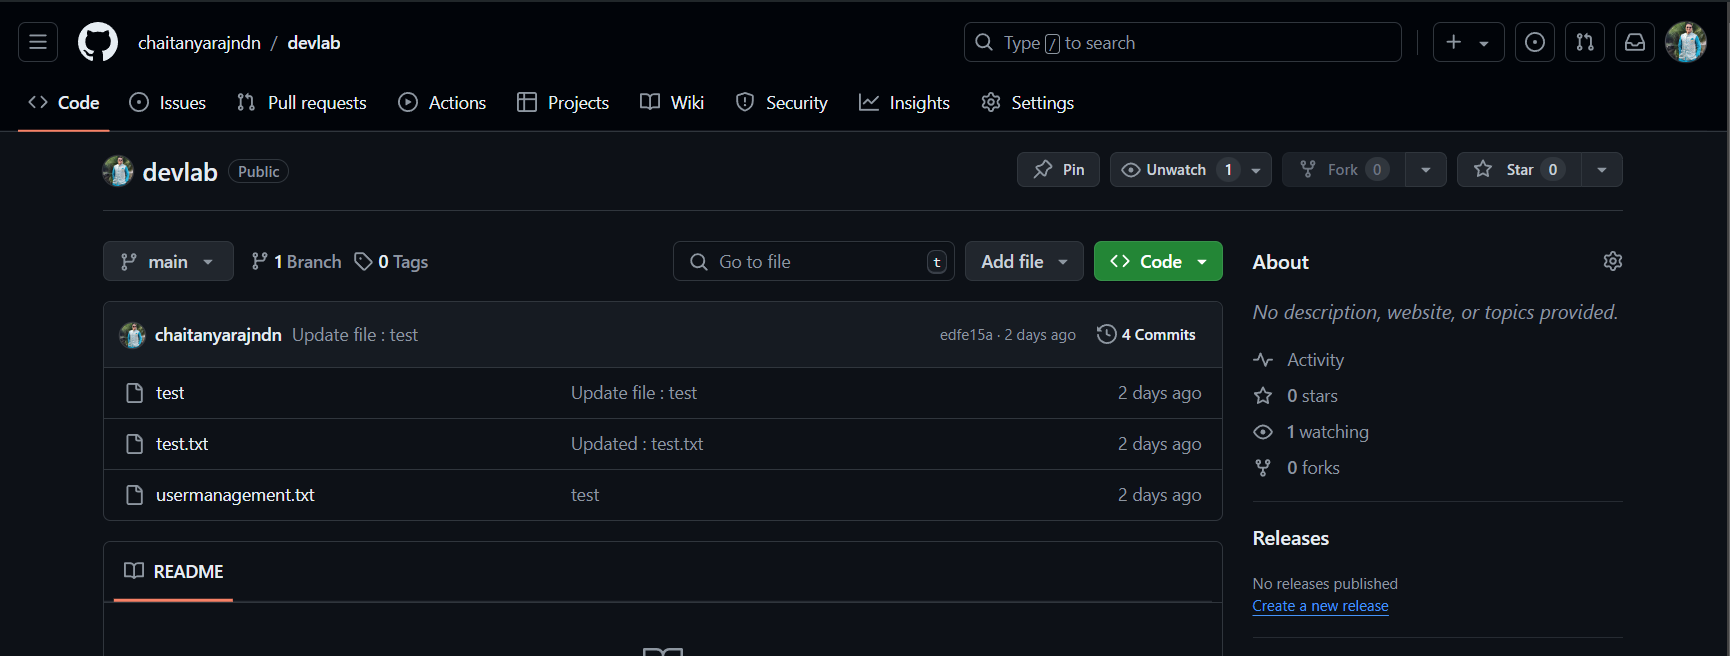 chaitanyarajndn / devlab
Type / to search
Code Issues Pull requests Actions Projects Wiki Security Insights Settings
devlab Public
Pin Unwatch 1 Fork 0 Star 0
main 1 Branch 0 Tags Go to file t Add file Code
chaitanyarajndn Update file : test edfe15a · 2 days ago 4 Commits
test Update file : test 2 days ago
test.txt Updated : test.txt 2 days ago
usermanagement.txt test 2 days ago
README
About
No description, website, or topics provided.
Activity
0 stars
1 watching
0 forks
Releases
No releases published
Create a new release